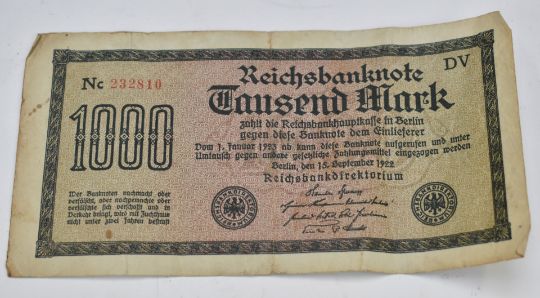 Reichsbanknote
DV
Nc 232810
Tausend Mark
1000
zahlt die Reichsbankhauptkasse in Berlin
gegen diese Banknote dem Einlieferer
Vom 1. Januar 1923 ab kann diese Banknote aufgerufen und unter
Umtausch gegen andere gesetzliche Zahlungsmittel eingezogen werden
Berlin, den 15. September 1922
Reichsbankdirektorium
Wer Banknoten nachmacht oder
verfälscht, oder nachgemachte oder
verfälschte sich verschafft und in
Verkehr bringt, wird mit Zuchthaus
nicht unter zwei Jahren bestraft